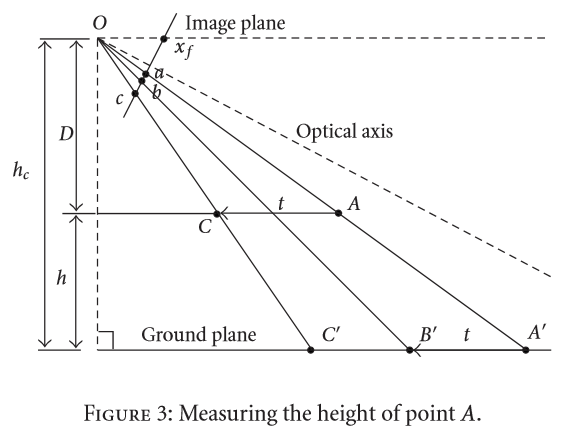 O
Image plane
x_f
a
b
c
D
Optical axis
h_c
t
A
C
h
Ground plane
C′
B′
t
A′
FIGURE 3: Measuring the height of point A.